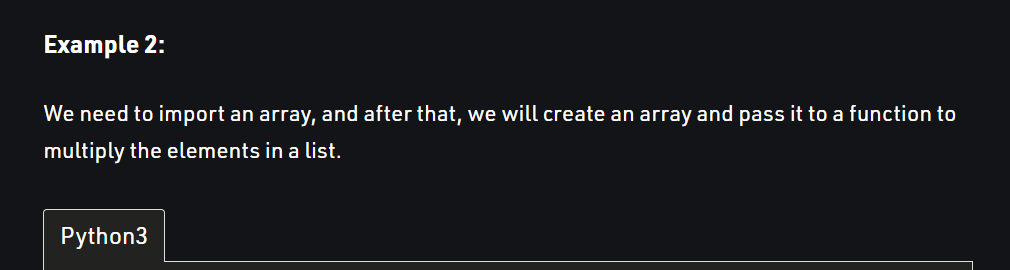 Example 2:
We need to import an array, and after that, we will create an array and pass it to a function to
multiply the elements in a list.
Python3